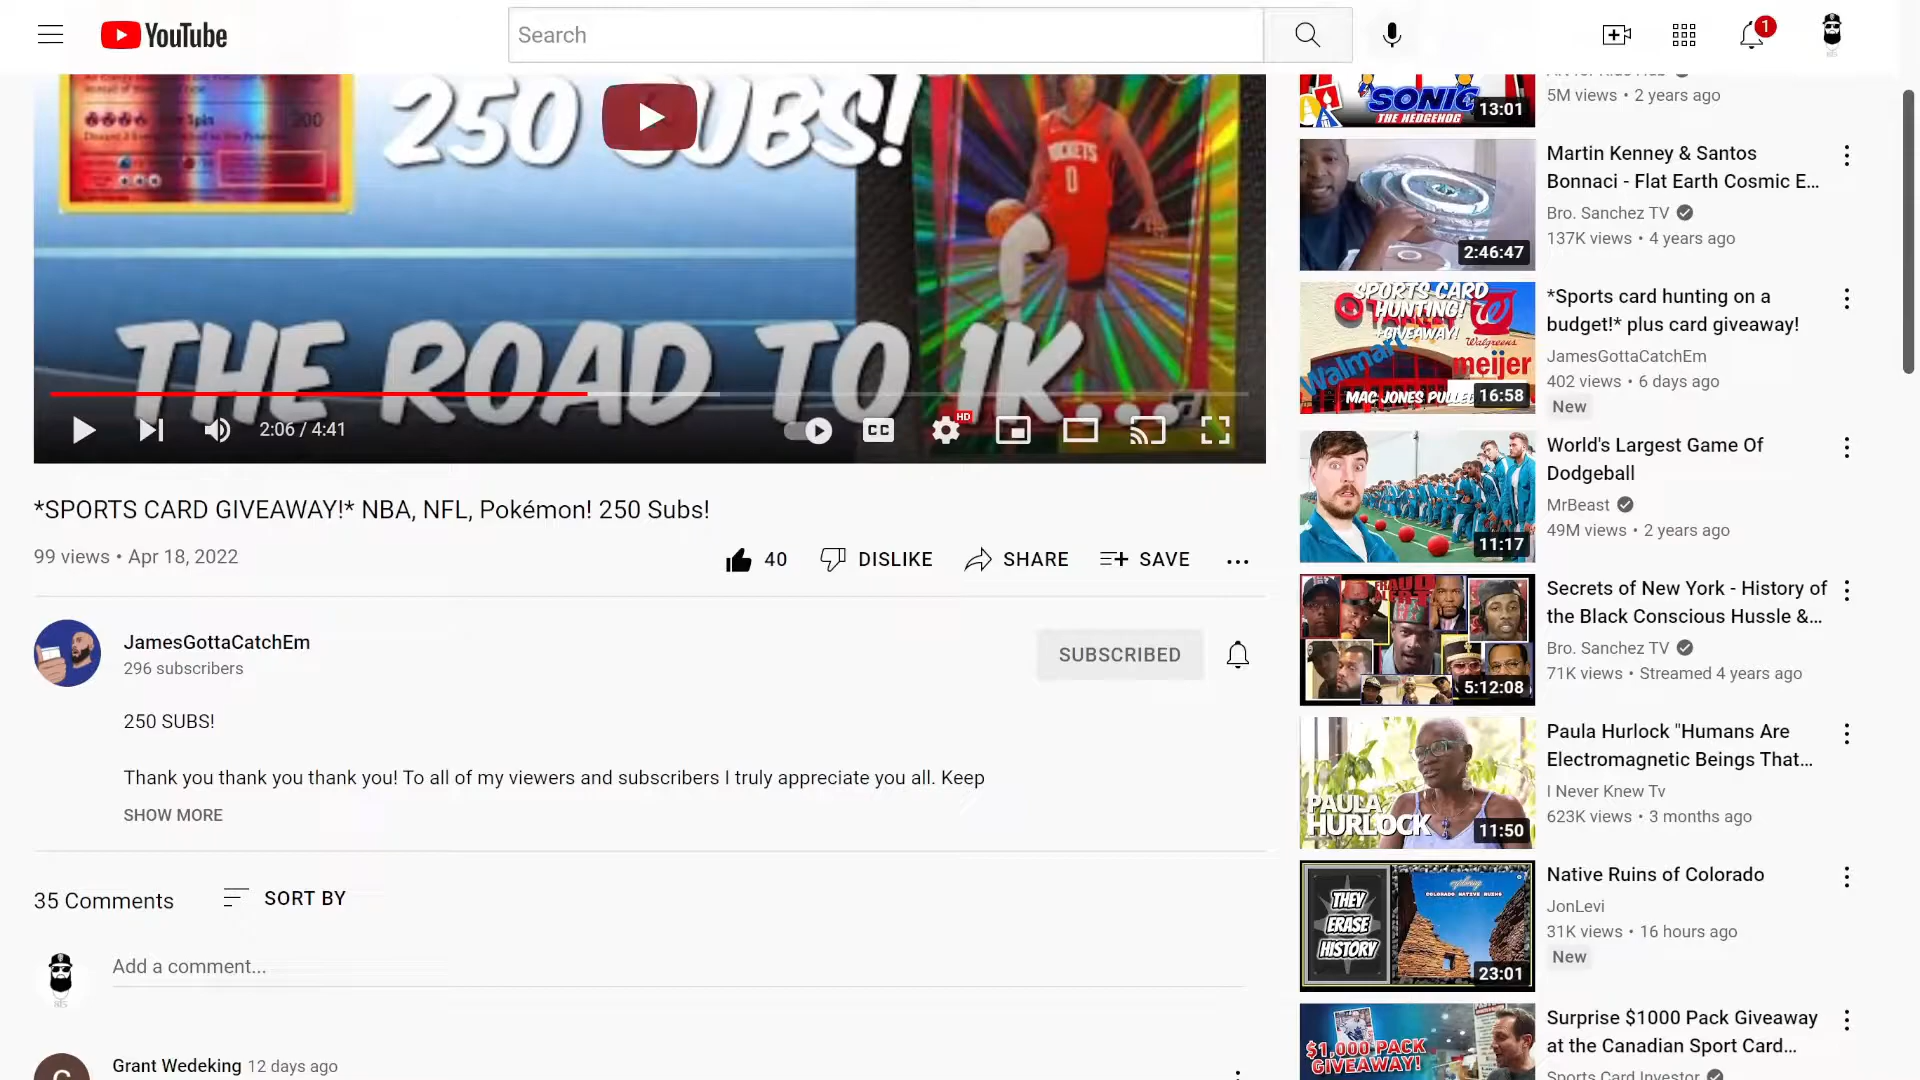 YouTube
Search
1
Spin
200
250 SUBS!
ROCKETS
0
THE ROAD TO 1K...
2:06 / 4:41
CC
HD
*SPORTS CARD GIVEAWAY!* NBA, NFL, Pokémon! 250 Subs!
99 views • Apr 18, 2022
40
DISLIKE
SHARE
SAVE
JamesGottaCatchEm
296 subscribers
SUBSCRIBED
250 SUBS!
Thank you thank you thank you! To all of my viewers and subscribers I truly appreciate you all. Keep
SHOW MORE
35 Comments
SORT BY
Add a comment...
Grant Wedeking 12 days ago
SONIC
THE HEDGEHOG
13:01
5M views • 2 years ago
2:46:47
Martin Kenney & Santos
Bonnaci - Flat Earth Cosmic E...
Bro. Sanchez TV
137K views • 4 years ago
SPORTS CARD
HUNTING!
+GIVEAWAY!
Walgreens
Walmart
meijer
MAC JONES PULLED
16:58
*Sports card hunting on a
budget!* plus card giveaway!
JamesGottaCatchEm
402 views • 6 days ago
New
11:17
World's Largest Game Of
Dodgeball
MrBeast
49M views • 2 years ago
FRAUD
ALERT
5:12:08
Secrets of New York - History of
the Black Conscious Hussle &...
Bro. Sanchez TV
71K views • Streamed 4 years ago
PAULA
HURLOCK
11:50
Paula Hurlock "Humans Are
Electromagnetic Beings That...
I Never Knew Tv
623K views • 3 months ago
THEY
ERASE
HISTORY
exploring
COLORADO NATIVE RUINS
23:01
Native Ruins of Colorado
JonLevi
31K views • 16 hours ago
New
$1,000 PACK
GIVEAWAY!
Surprise $1000 Pack Giveaway
at the Canadian Sport Card...
Sports Card Investor